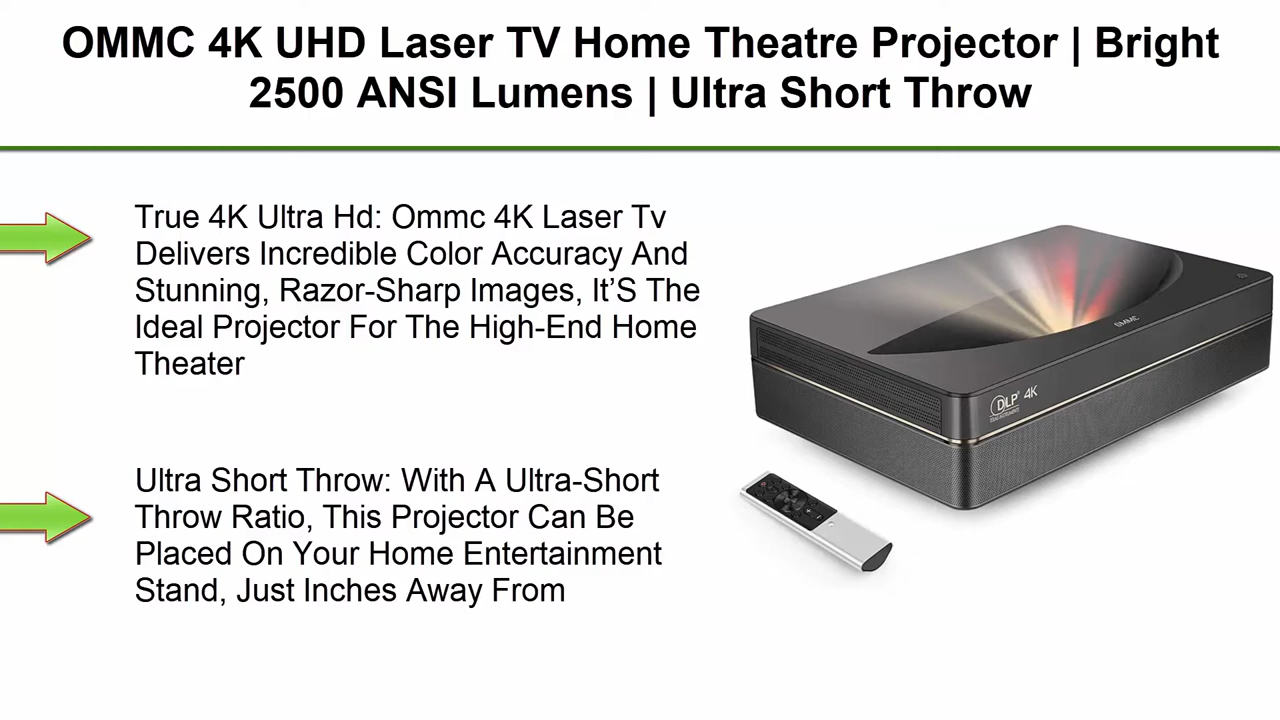 OMMC 4K UHD Laser TV Home Theatre Projector | Bright
2500 ANSI Lumens | Ultra Short Throw
True 4K Ultra Hd: Ommc 4K Laser Tv
Delivers Incredible Color Accuracy And
Stunning, Razor-Sharp Images, It’S The
Ideal Projector For The High-End Home
Theater
Ultra Short Throw: With A Ultra-Short
Throw Ratio, This Projector Can Be
Placed On Your Home Entertainment
Stand, Just Inches Away From
OMMC
DLP 4K
TEXAS INSTRUMENTS